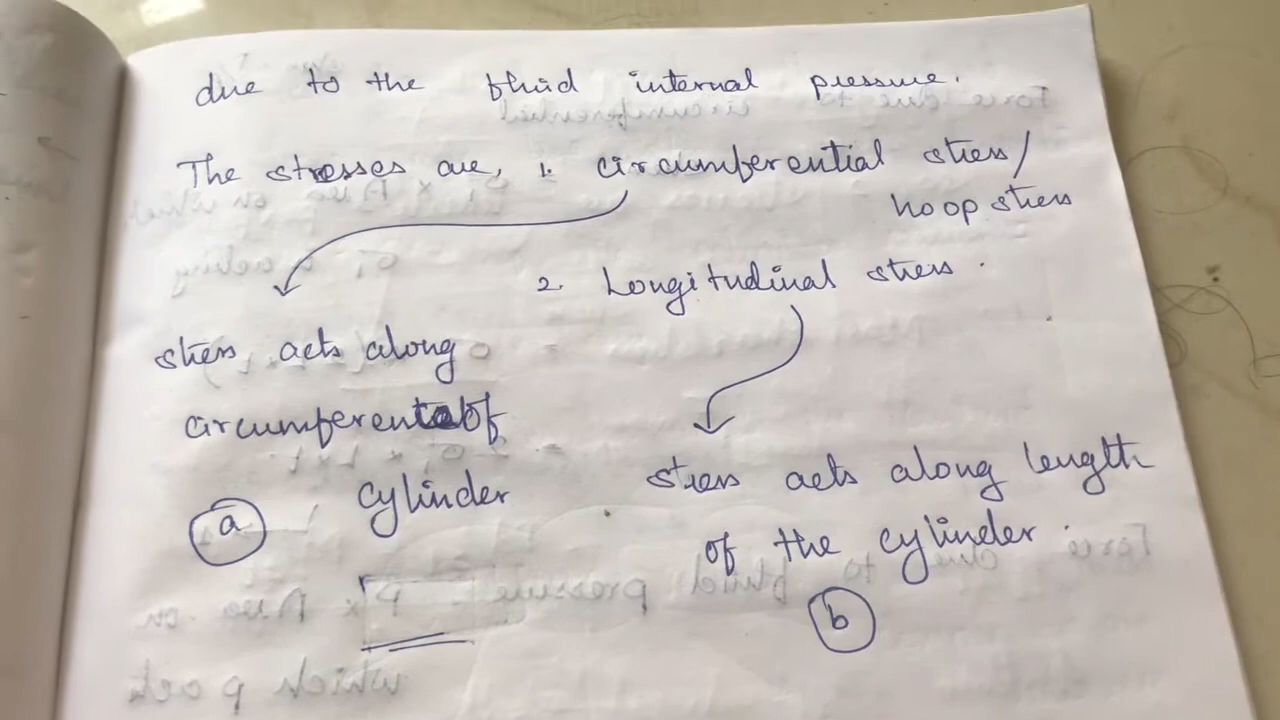 due to the fluid internal pressure.
The stresses are, 1. circumferential stress/
hoop stress
2. Longitudinal stress.
stress acts along
circumference of
cylinder
a
stress acts along length
of the cylinder.
b